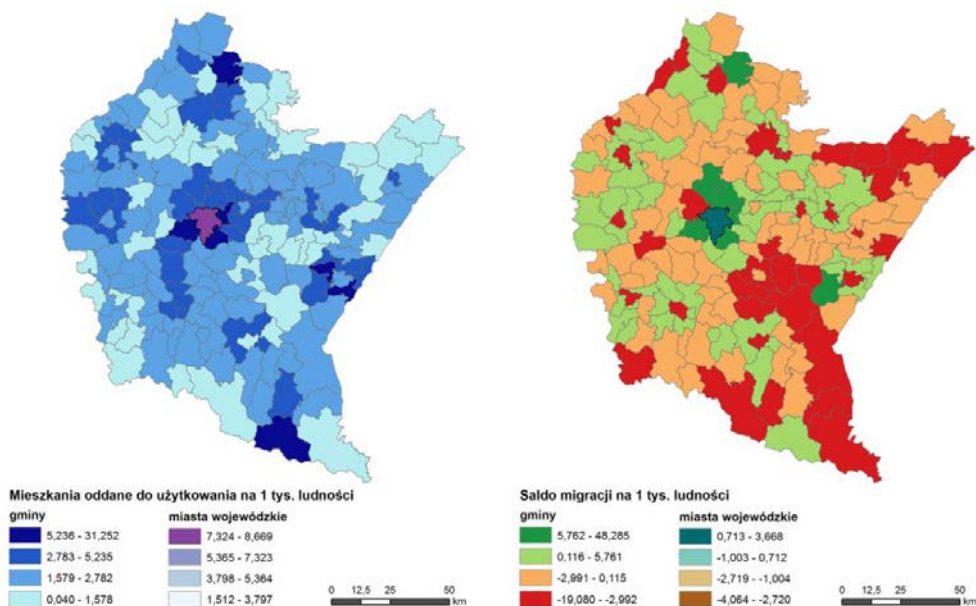 Mieszkania oddane do użytkowania na 1 tys. ludności
gminy
5,236 - 31,252
2,783 - 5,235
1,579 - 2,782
0,040 - 1,578
miasta wojewódzkie
7,324 - 8,669
5,365 - 7,323
3,798 - 5,364
1,512 - 3,797
0 12,5 25 50
km
Saldo migracji na 1 tys. ludności
gminy
5,762 - 48,285
0,116 - 5,761
-2,991 - 0,115
-19,080 - -2,992
miasta wojewódzkie
0,713 - 3,668
-1,003 - 0,712
-2,719 - -1,004
-4,064 - -2,720
0 12,5 25 50
km